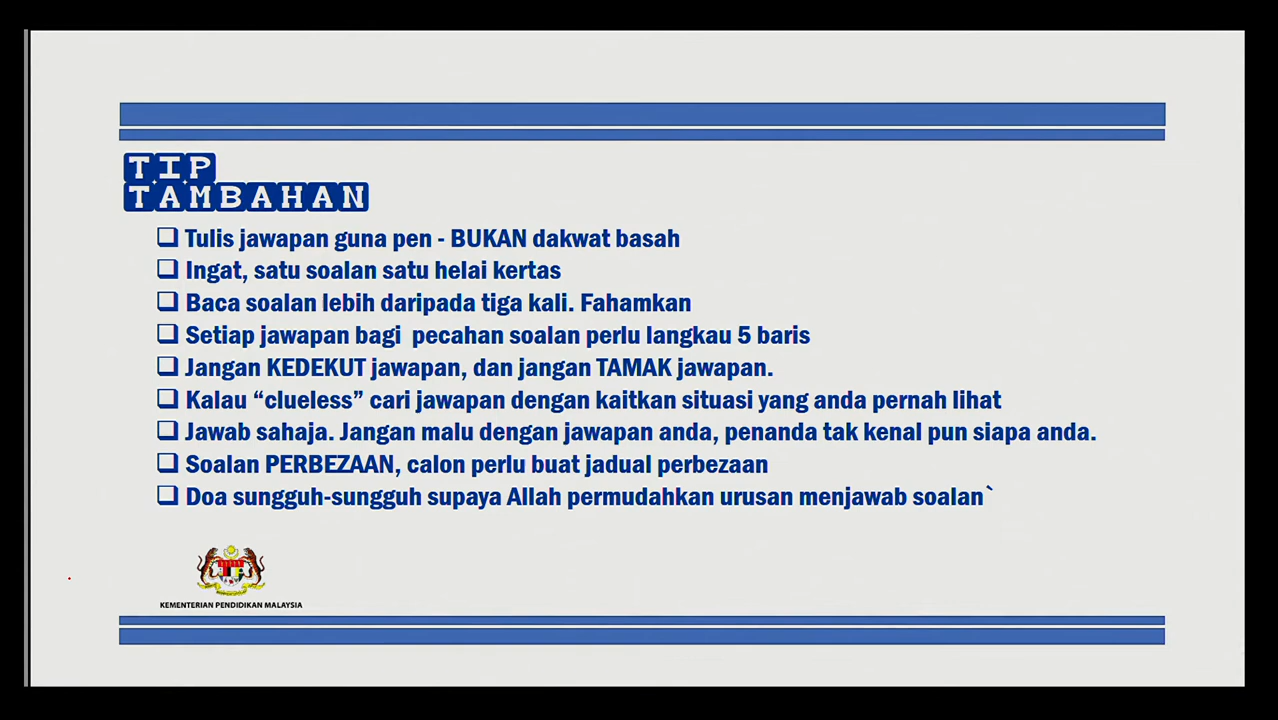 TIP
TAMBAHAN
Tulis jawapan guna pen - BUKAN dakwat basah
Ingat, satu soalan satu helai kertas
Baca soalan lebih daripada tiga kali. Fahamkan
Setiap jawapan bagi pecahan soalan perlu langkau 5 baris
Jangan KEDEKUT jawapan, dan jangan TAMAK jawapan.
Kalau “clueless” cari jawapan dengan kaitkan situasi yang anda pernah lihat
Jawab sahaja. Jangan malu dengan jawapan anda, penanda tak kenal pun siapa anda.
Soalan PERBEZAAN, calon perlu buat jadual perbezaan
Doa sungguh-sungguh supaya Allah permudahkan urusan menjawab soalan`
KEMENTERIAN PENDIDIKAN MALAYSIA